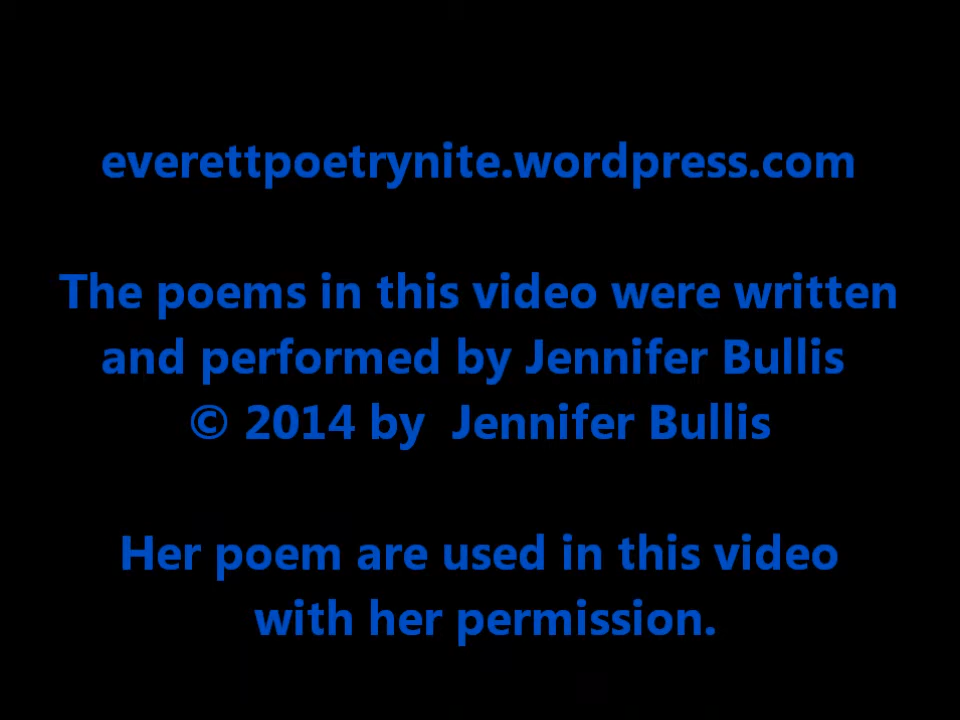 everettpoetrynite.wordpress.com
The poems in this video were written
and performed by Jennifer Bullis
© 2014 by  Jennifer Bullis
Her poem are used in this video
with her permission.